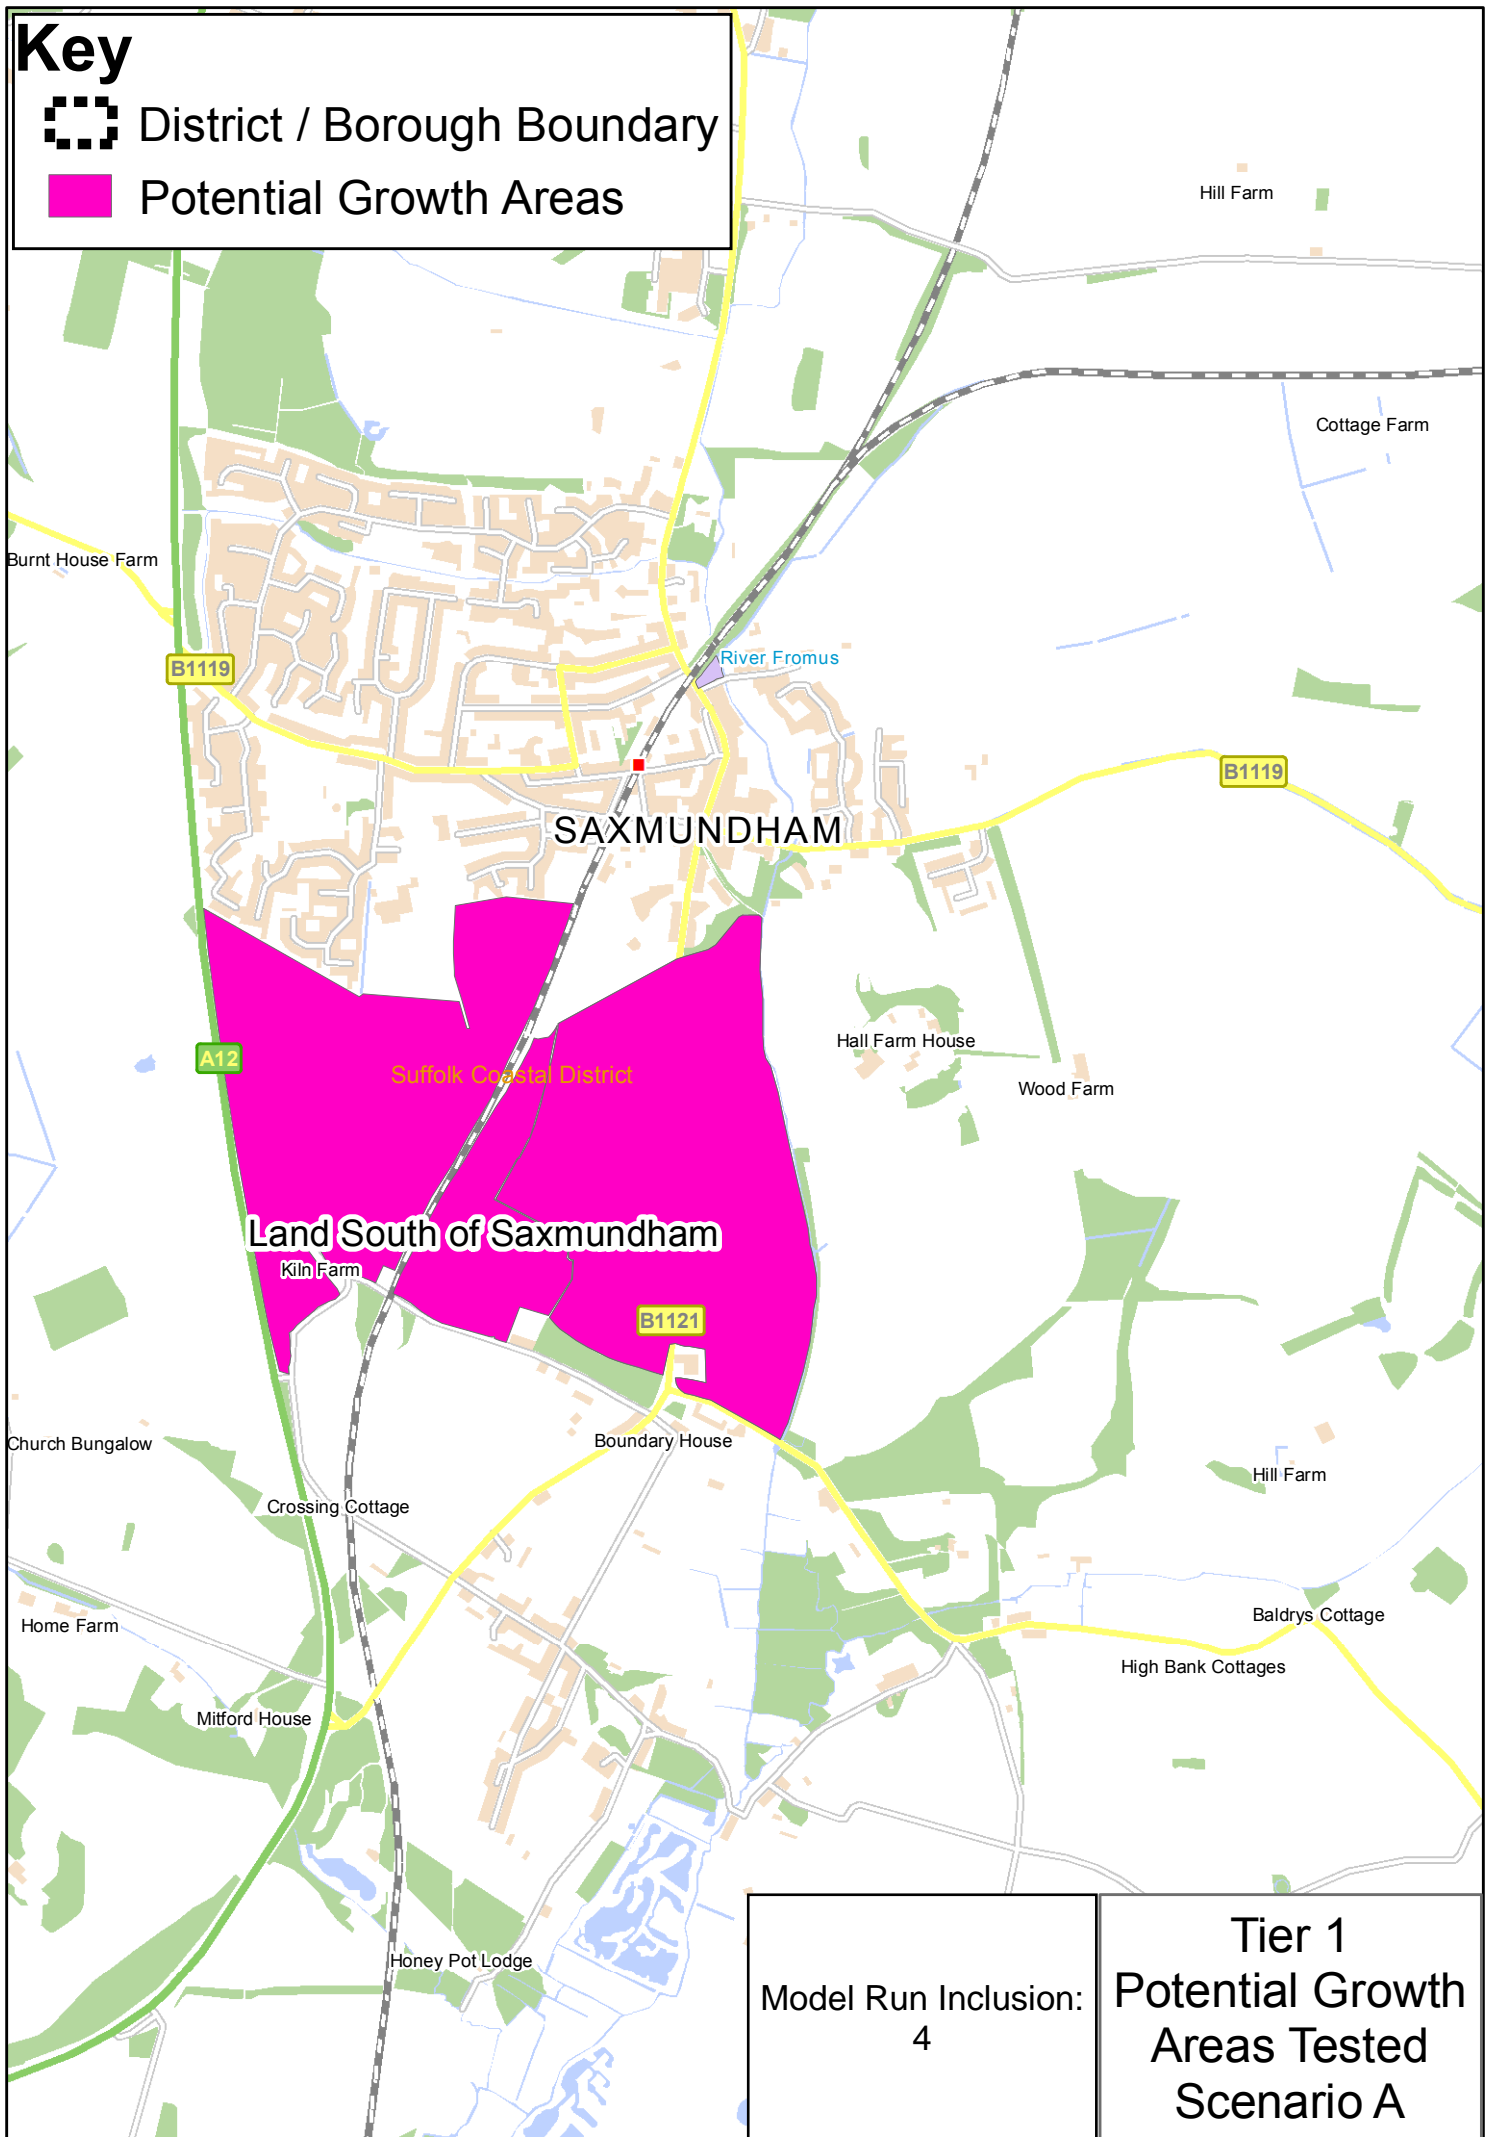 Key
District / Borough Boundary
Potential Growth Areas
Hill Farm
Cottage Farm
Burnt House Farm
B1119
River Fromus
B1119
SAXMUNDHAM
Hall Farm House
A12
Suffolk Coastal District
Wood Farm
Land South of Saxmundham
Kiln Farm
B1121
Church Bungalow
Boundary House
Hill Farm
Crossing Cottage
Home Farm
Baldrys Cottage
High Bank Cottages
Mitford House
Honey Pot Lodge
Model Run Inclusion:
4
Tier 1
Potential Growth
Areas Tested
Scenario A